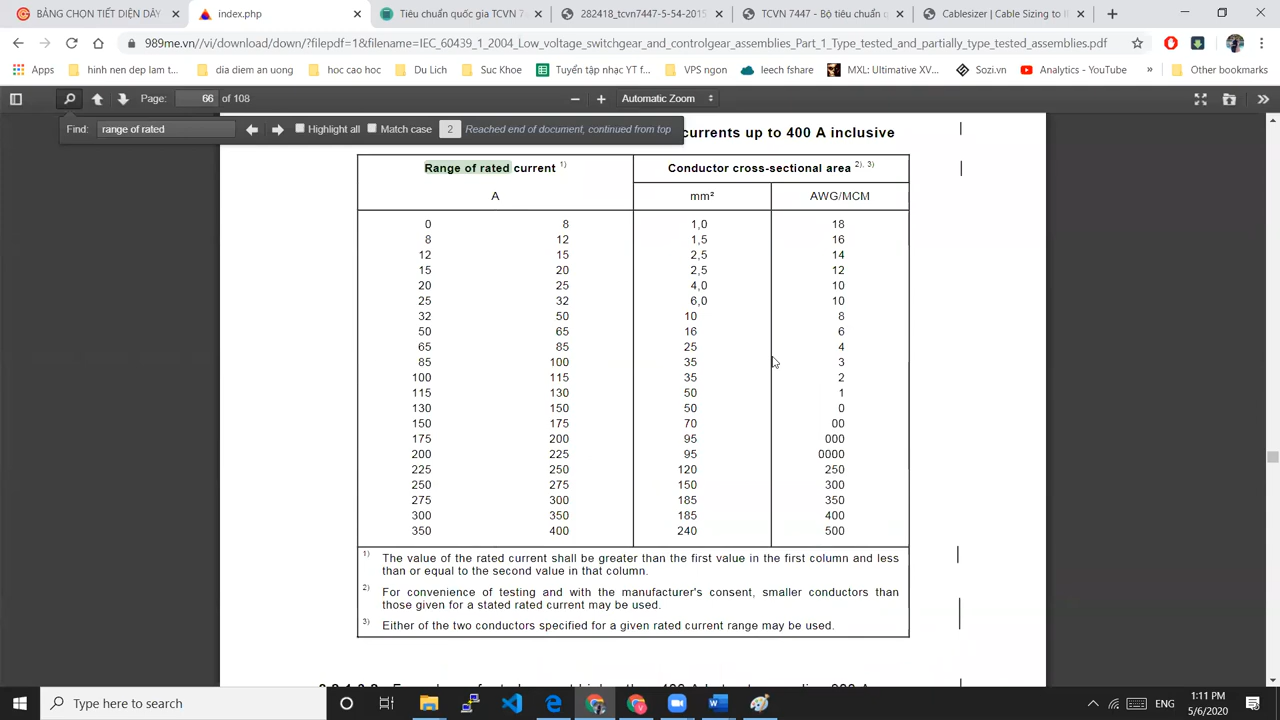 BẢNG CHỌN TIẾT DIỆN DÂY
index.php
Tiêu chuẩn quốc gia TCVN 7
282418_tcvn7447-5-54-2015
TCVN 7447 - Bộ tiêu chuẩn q
Cablesizer | Cable Sizing to I
989me.vn//vi/download/down/?filepdf=1&filename=IEC_60439_1_2004_Low_voltage_switchgear_and_controlgear_assemblies_Part_1_Type_tested_and_partially_type_tested_assemblies.pdf
Apps
hinh nen dep lam t...
dia diem an uong
hoc cao hoc
Du Lich
Suc Khoe
Tuyển tập nhạc YT f...
VPS ngon
leech fshare
MXL: Ultimative XV...
Sozi.vn
Analytics - YouTube
»
Other bookmarks
Page: 66 of 108
Automatic Zoom
Find: range of rated
Highlight all
Match case
2
Reached end of document, continued from top
currents up to 400 A inclusive
Range of rated current 1)
Conductor cross-sectional area 2), 3)
A
mm²
AWG/MCM
0 8 1,0 18
8 12 1,5 16
12 15 2,5 14
15 20 2,5 12
20 25 4,0 10
25 32 6,0 10
32 50 10 8
50 65 16 6
65 85 25 4
85 100 35 3
100 115 35 2
115 130 50 1
130 150 50 0
150 175 70 00
175 200 95 000
200 225 95 0000
225 250 120 250
250 275 150 300
275 300 185 350
300 350 185 400
350 400 240 500
1) The value of the rated current shall be greater than the first value in the first column and less
than or equal to the second value in that column.
2) For convenience of testing and with the manufacturer's consent, smaller conductors than
those given for a stated rated current may be used.
3) Either of the two conductors specified for a given rated current range may be used.
Type here to search
ENG
1:11 PM
5/6/2020